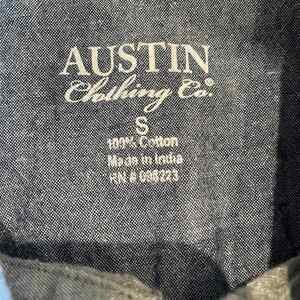 AUSTIN
Clothing Co.®
S
100% Cotton
Made in India
RN # 098223